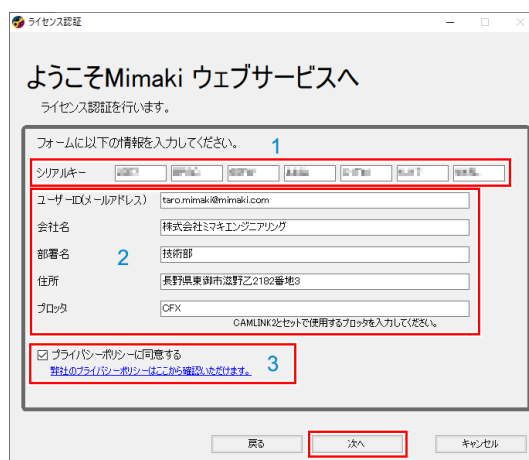 ライセンス認証
ようこそMimaki ウェブサービスへ
ライセンス認証を行います。
フォームに以下の情報を入力してください。 1
シリアルキー
ユーザーID(メールアドレス) taro.mimaki@mimaki.com
会社名 株式会社ミマキエンジニアリング
部署名 2 技術部
住所 長野県東御市滋野乙2182番地3
プロッタ CFX
CAMLINK2とセットで使用するプロッタを入力してください。
プライバシーポリシーに同意する
弊社のプライバシーポリシーはここから確認いただけます。 3
戻る 次へ キャンセル